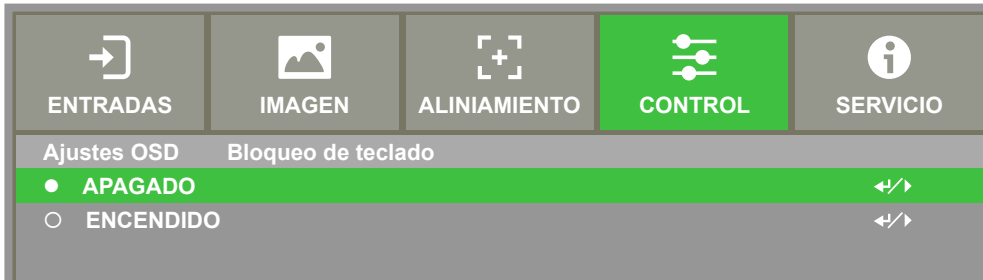 ENTRADAS IMAGEN ALINIAMIENTO CONTROL SERVICIO
Ajustes OSD Bloqueo de teclado
APAGADO
ENCENDIDO